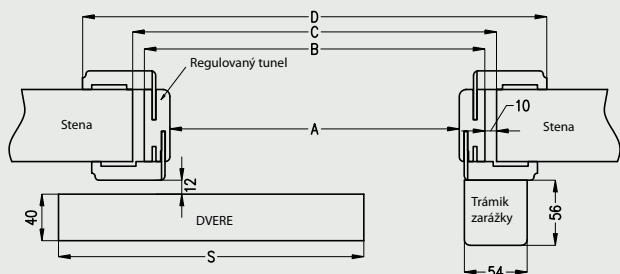 D
C
B
Regulovaný tunel
10
Stena
A
Stena
12
40
DVERE
Trámik
zarážky
56
S
54